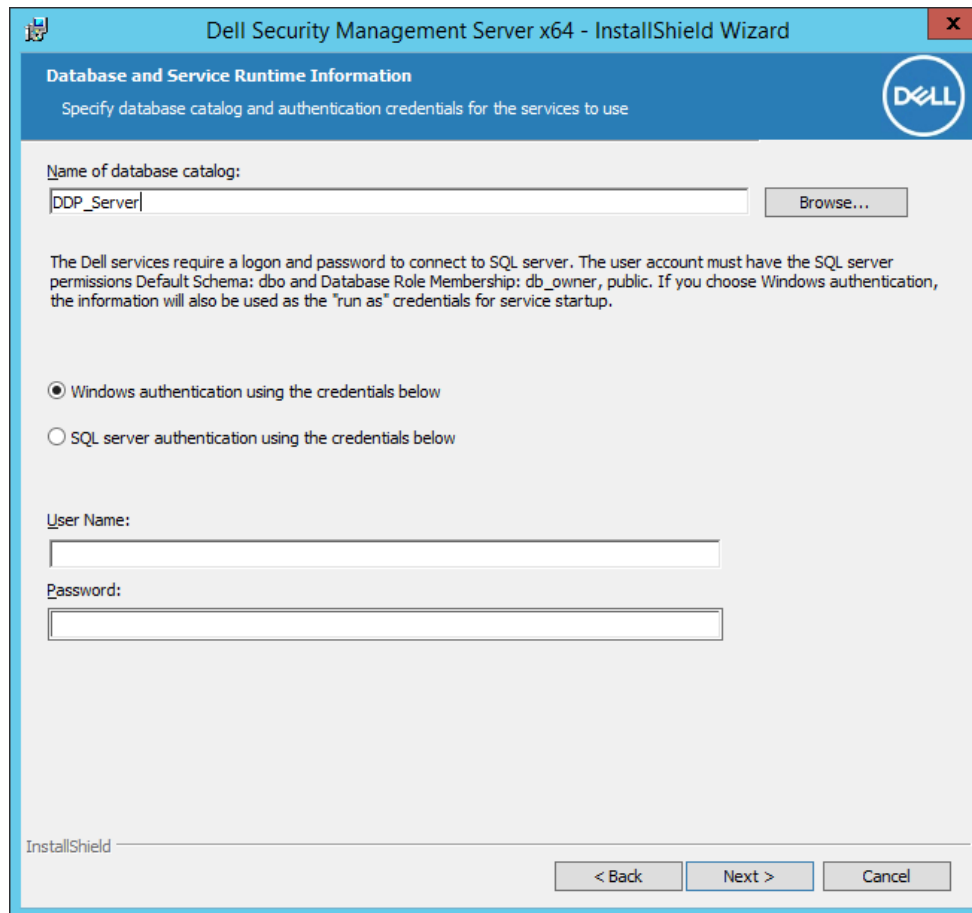 Dell Security Management Server x64 - InstallShield Wizard
x
Database and Service Runtime Information
Specify database catalog and authentication credentials for the services to use
DELL
Name of database catalog:
DDP_Server
Browse...
The Dell services require a logon and password to connect to SQL server. The user account must have the SQL server
permissions Default Schema: dbo and Database Role Membership: db_owner, public. If you choose Windows authentication,
the information will also be used as the "run as" credentials for service startup.
Windows authentication using the credentials below
SQL server authentication using the credentials below
User Name:
Password:
InstallShield
< Back
Next >
Cancel